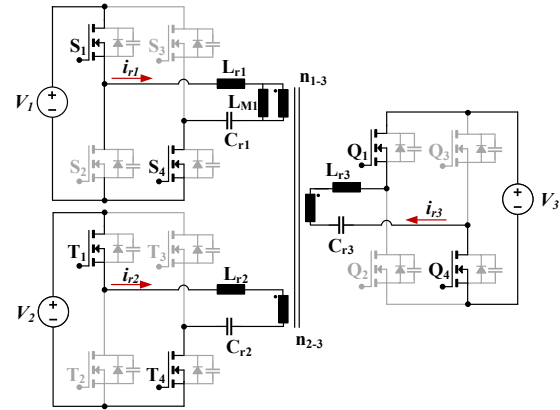 S1
S3
ir1
Lr1
n1-3
V1
LM1
Cr1
S2
S4
Q1
Q3
Lr3
V3
ir3
Cr3
T1
T3
ir2
Lr2
Q2
Q4
V2
Cr2
n2-3
T2
T4